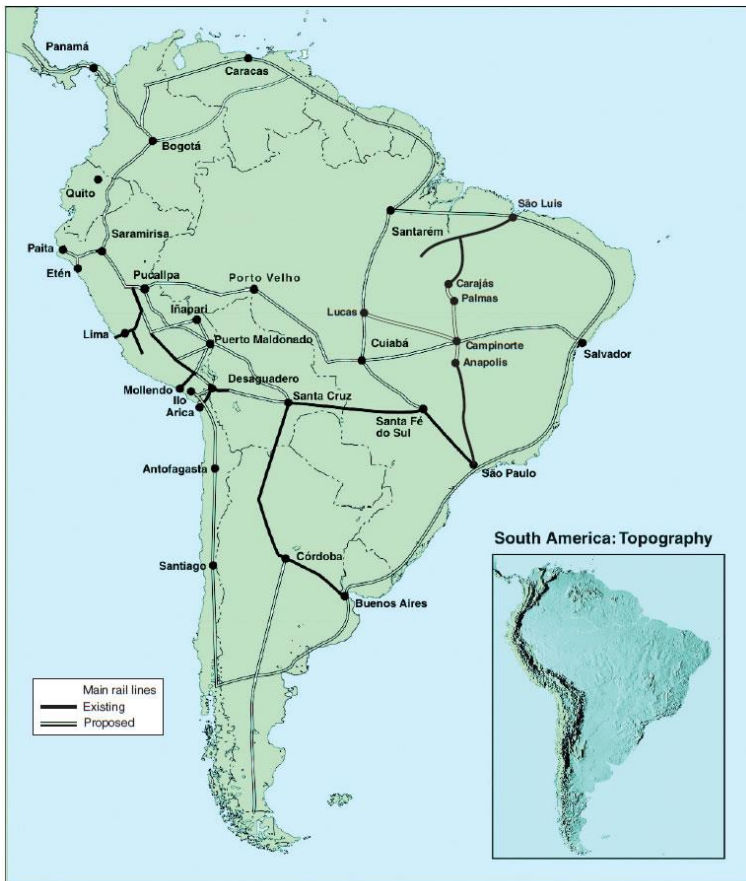 Panamá
Caracas
Bogotá
Quito
Saramirisa
Paita
Etén
Santarém
São Luis
Pucallpa
Porto Velho
Carajás
Palmas
Iñapari
Lucas
Lima
Puerto Maldonado
Cuiabá
Campinorte
Salvador
Anapolis
Desaguadero
Mollendo
Ilo
Arica
Santa Cruz
Santa Fé
do Sul
São Paulo
Antofagasta
Córdoba
Santiago
Buenos Aires
South America: Topography
Main rail lines
Existing
Proposed